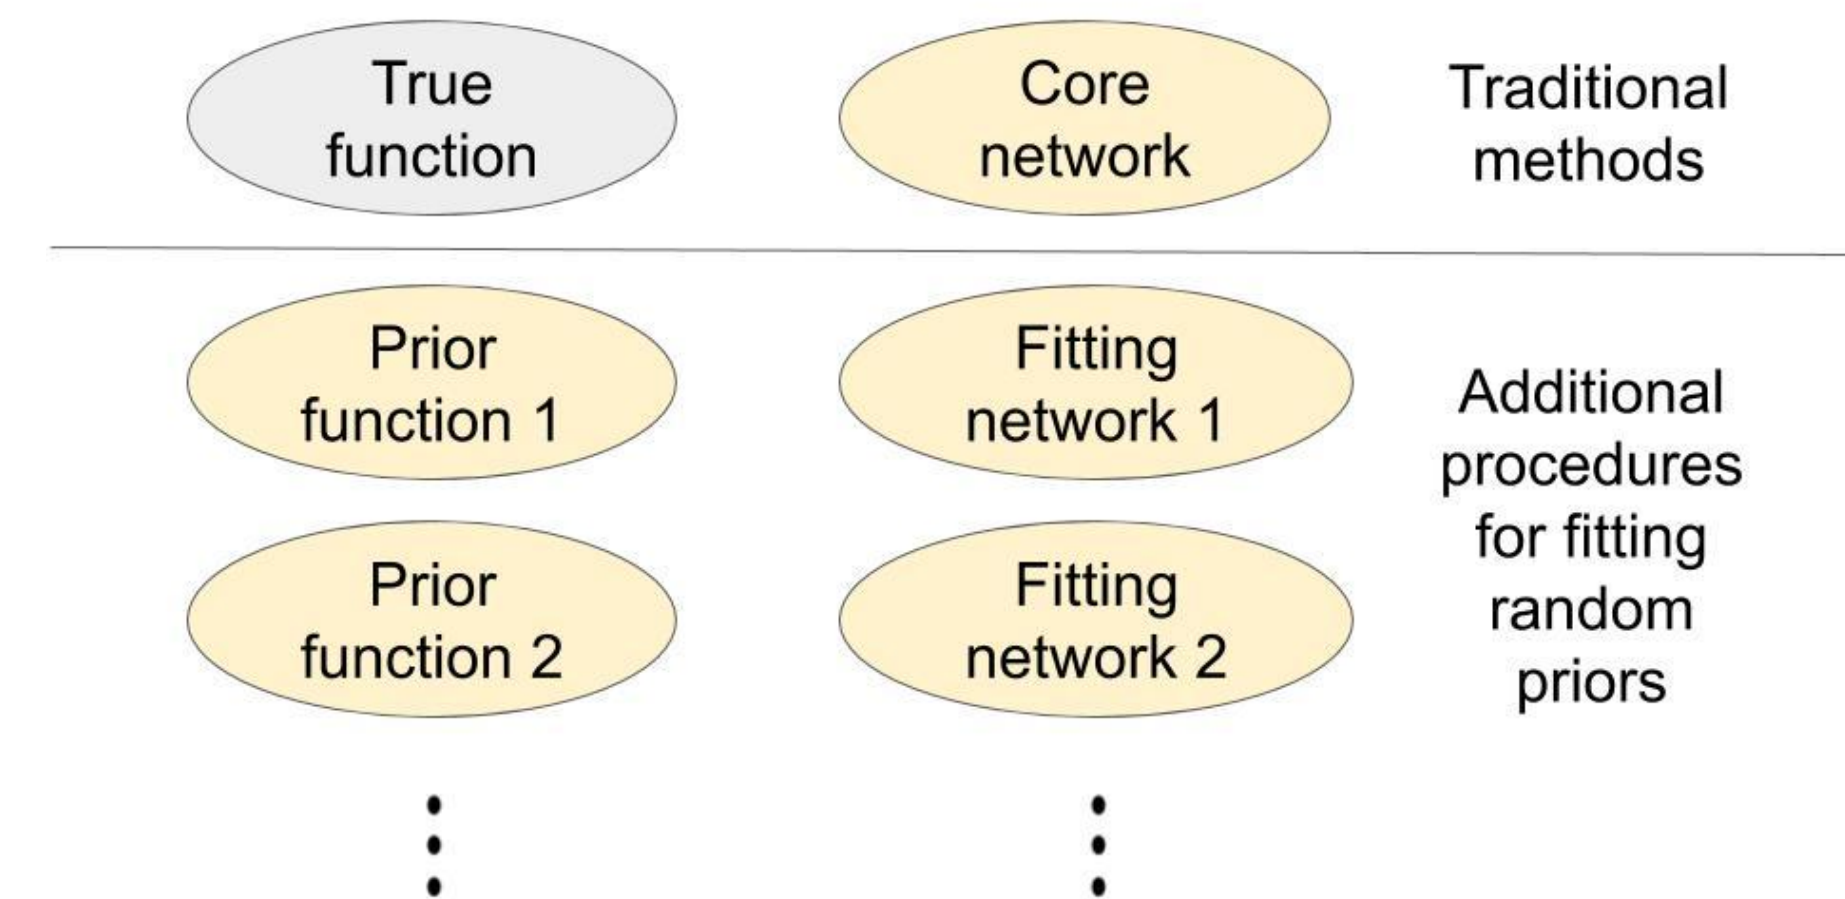 True
function
Core
network
Traditional
methods
Prior
function 1
Fitting
network 1
Prior
function 2
Fitting
network 2
Additional
procedures
for fitting
random
priors